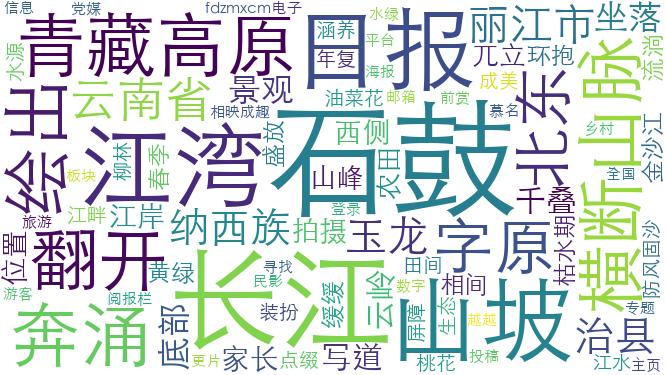 信息
党媒
fdzmxcm电子
水绿
涵养
平台
年复
海报
丽江市
坐落
流淌
青藏高原
日报
兀立
环抱
水源
绘出
云南省
景观
相映成趣
油菜花
邮箱
成美
前赏
慕名
北东
横断山脉
金沙江
乡村
全国
江湾
石鼓
西侧
盛放
农田
柳林
春季
板块
江畔
江岸
山峰
千叠
枯水期
防风固沙
旅游
位置
翻开
纳西族
拍摄
登录
玉龙
字原
黄绿
寻找
田间
相间
游客
阅报栏
民影
数字
生态
专题
奔涌
长江
装扮
缓缓
云岭
屏障
越越
山坡
治县
底部
更片
家长
点缀
写道
桃花
投稿
江水
主页